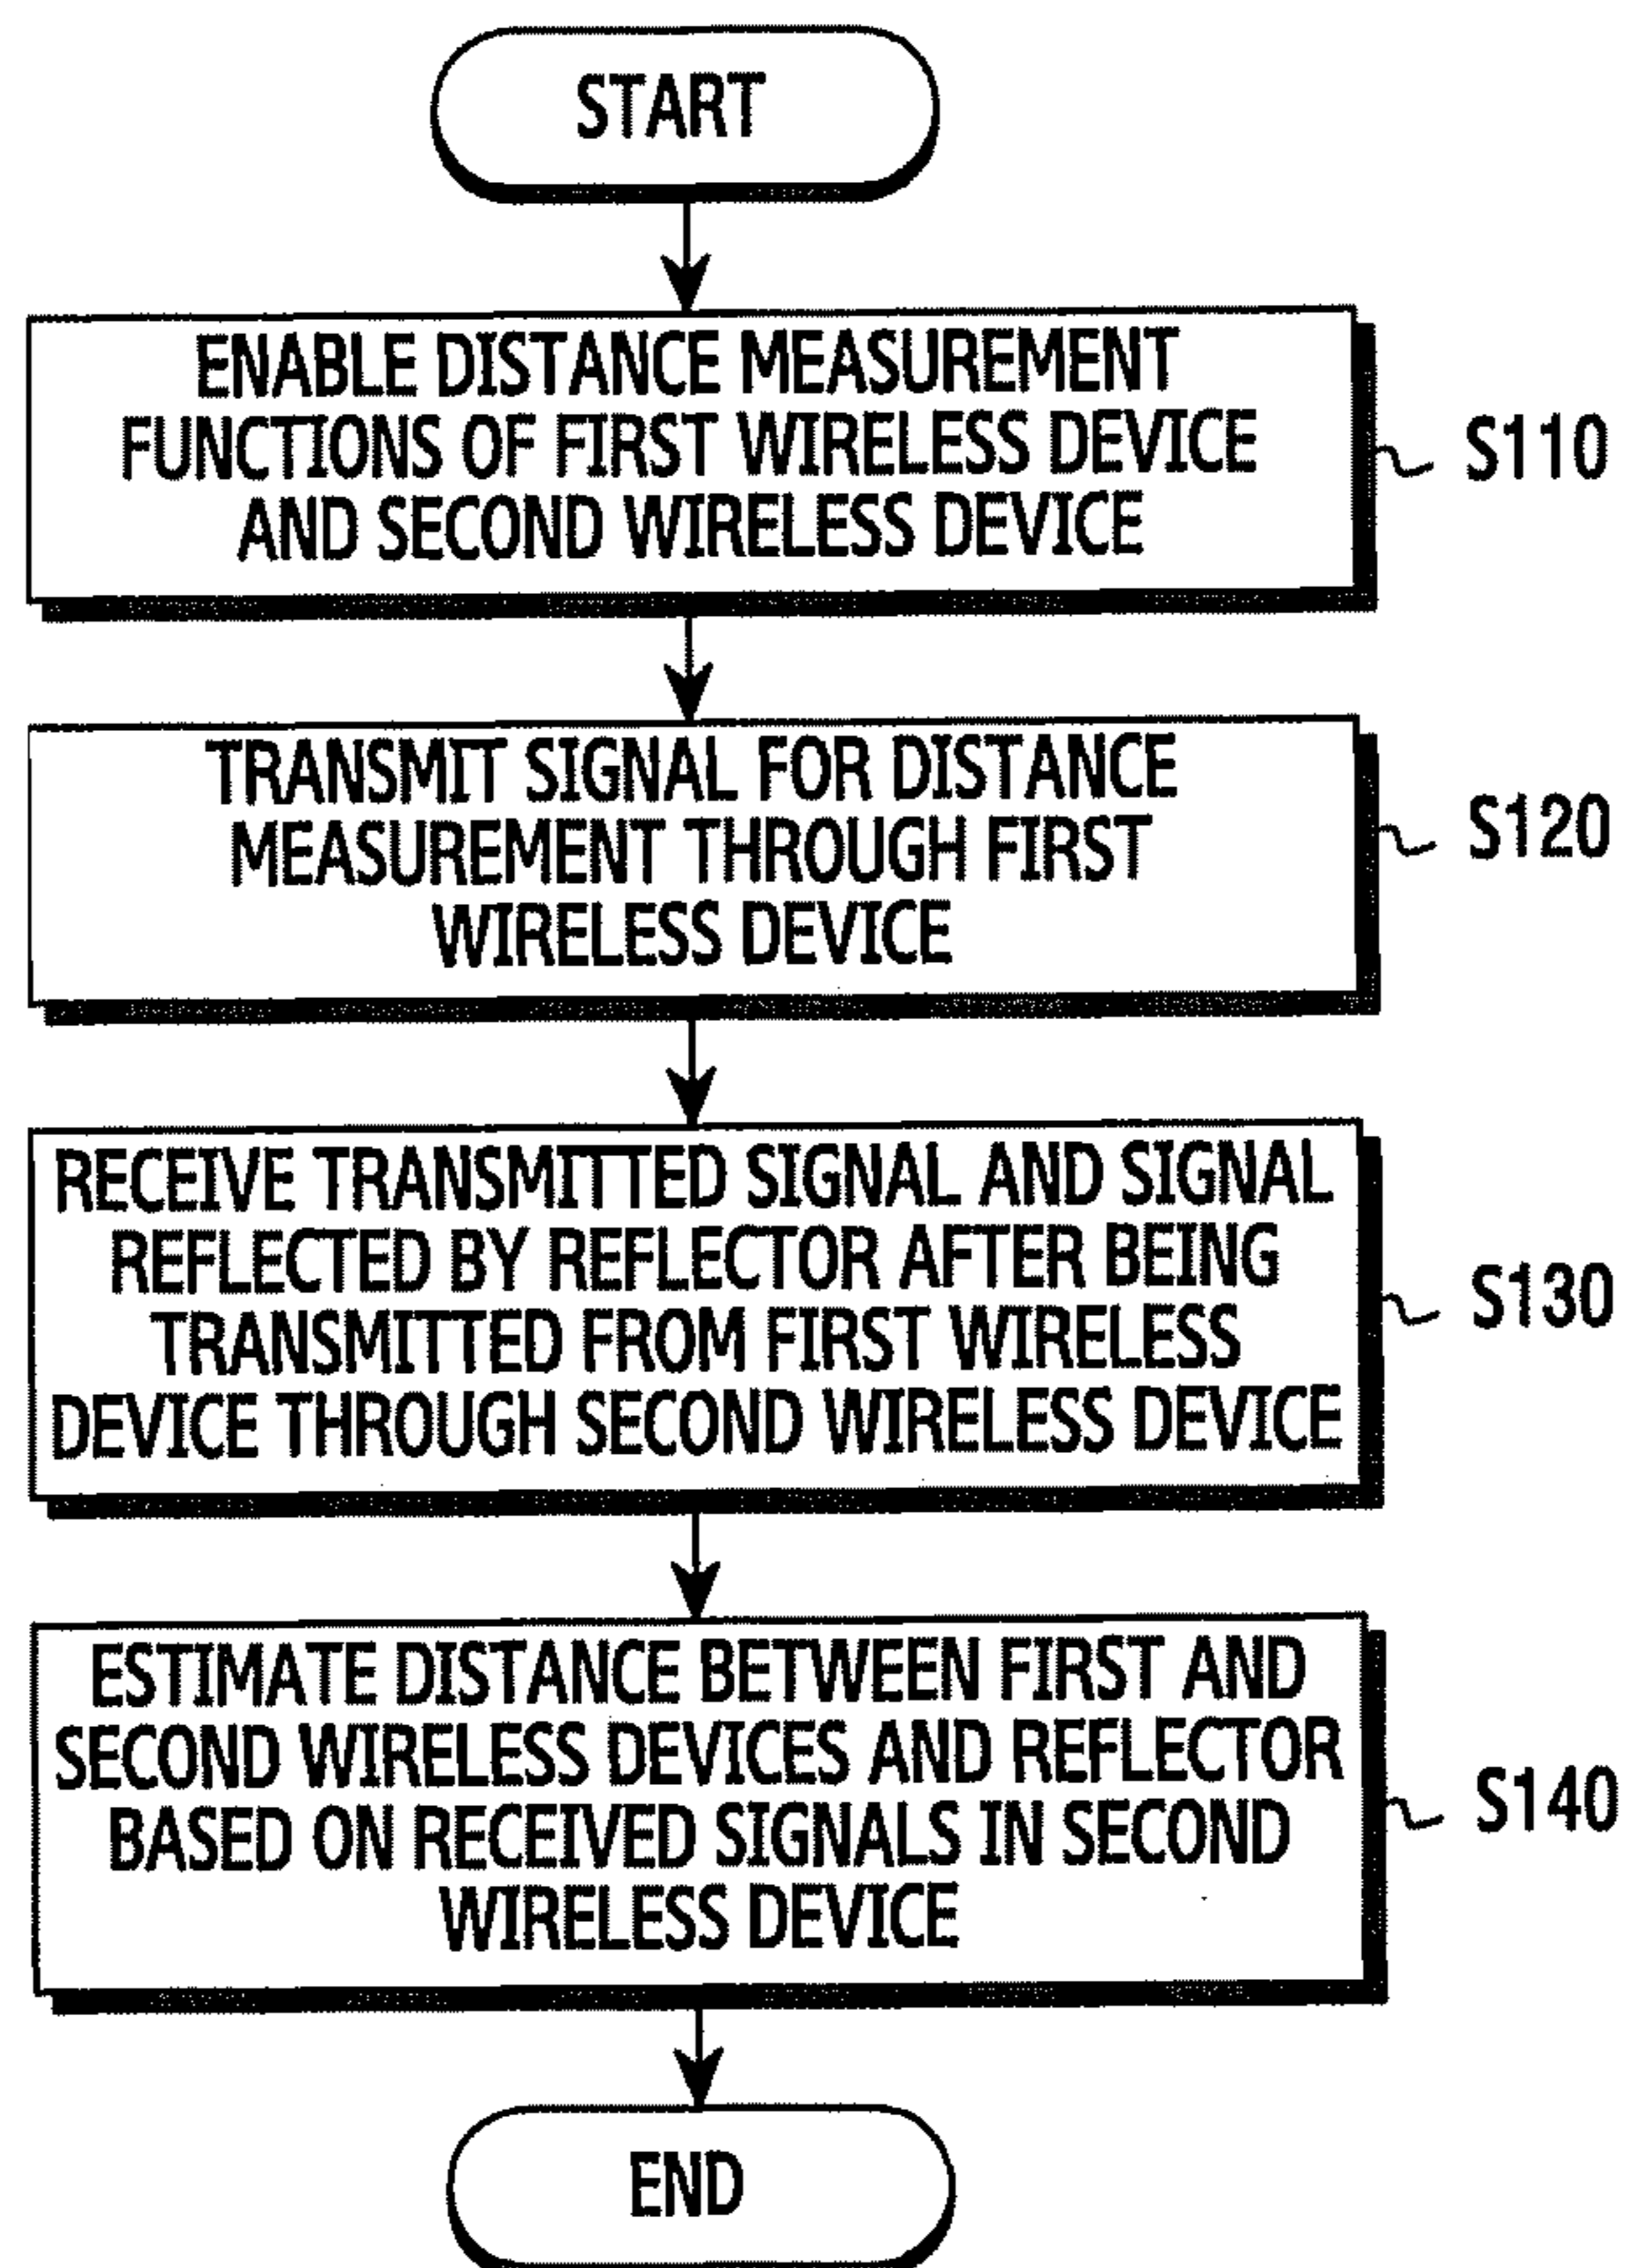 START
ENABLE DISTANCE MEASUREMENT
FUNCTIONS OF FIRST WIRELESS DEVICE
AND SECOND WIRELESS DEVICE
S110
TRANSMIT SIGNAL FOR DISTANCE
MEASUREMENT THROUGH FIRST
WIRELESS DEVICE
S120
RECEIVE TRANSMITTED SIGNAL AND SIGNAL
REFLECTED BY REFLECTOR AFTER BEING
TRANSMITTED FROM FIRST WIRELESS
DEVICE THROUGH SECOND WIRELESS DEVICE
S130
ESTIMATE DISTANCE BETWEEN FIRST AND
SECOND WIRELESS DEVICES AND REFLECTOR
BASED ON RECEIVED SIGNALS IN SECOND
WIRELESS DEVICE
S140
END